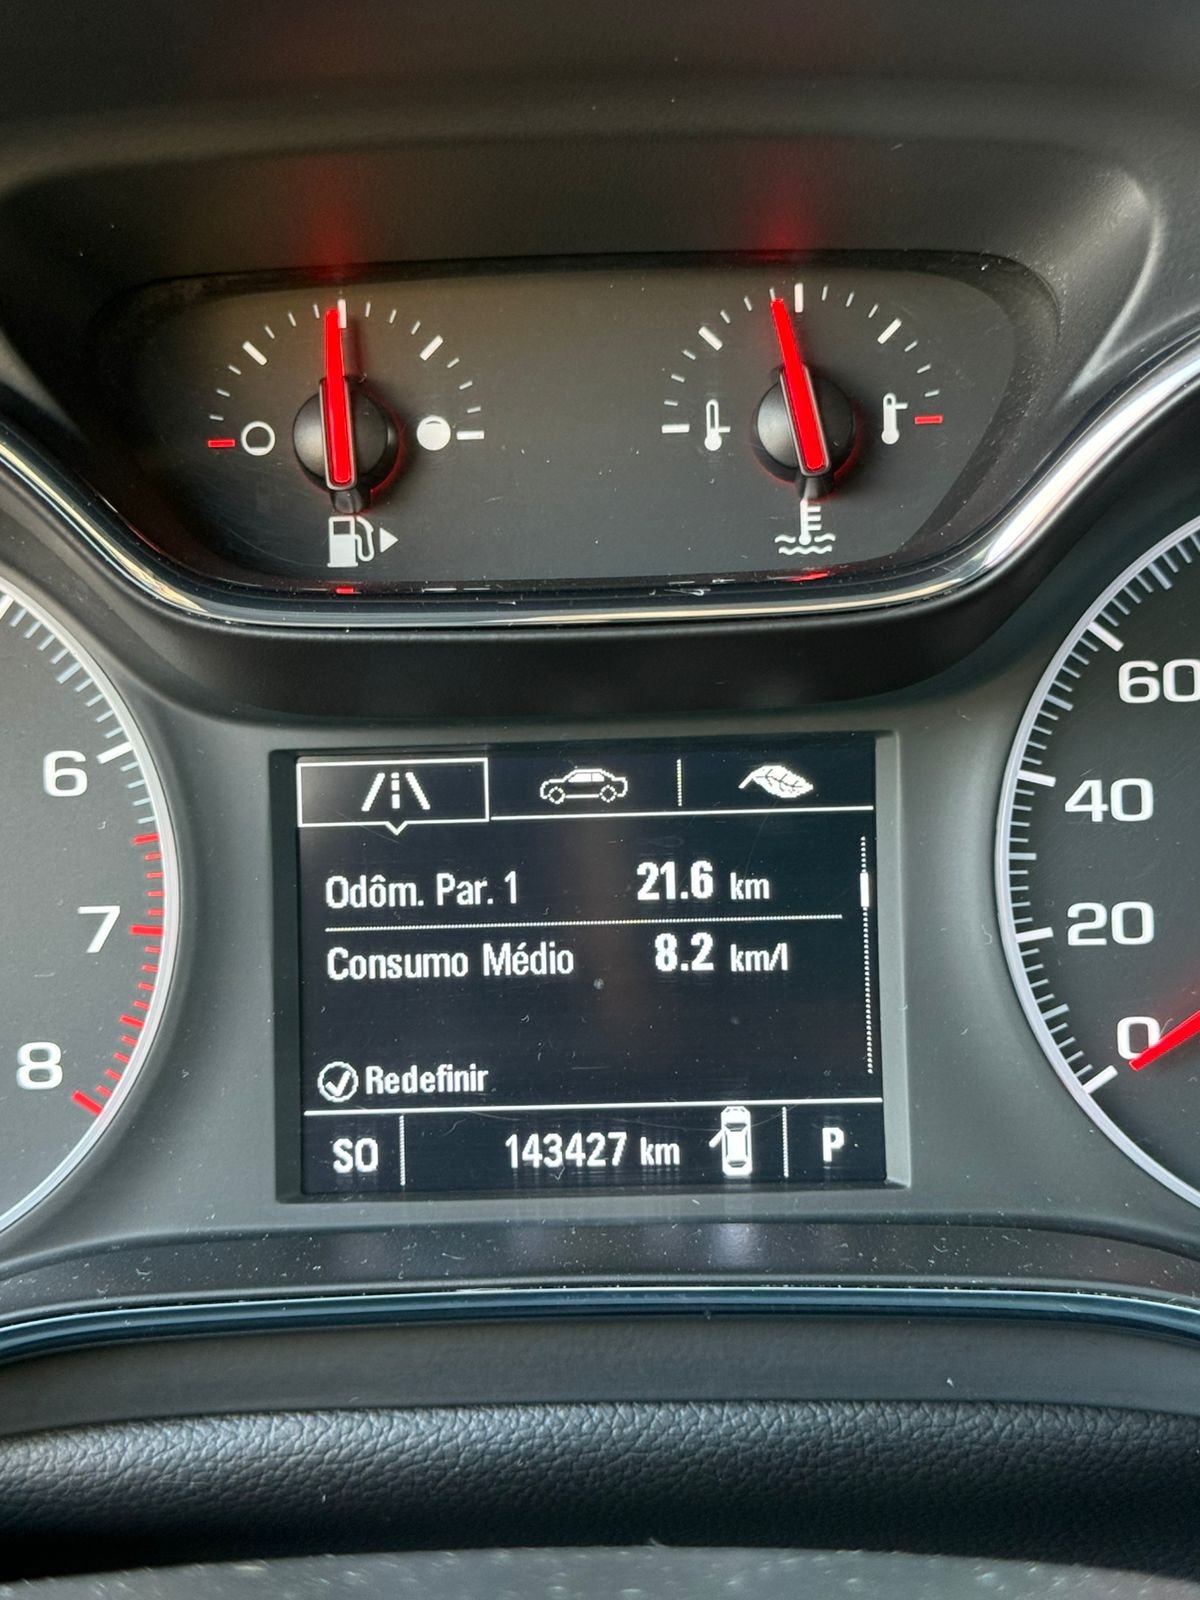 6
7
8
60
40
20
0
Odôm. Par. 1 21.6 km
Consumo Médio 8.2 km/l
Redefinir
SO 143427 km P